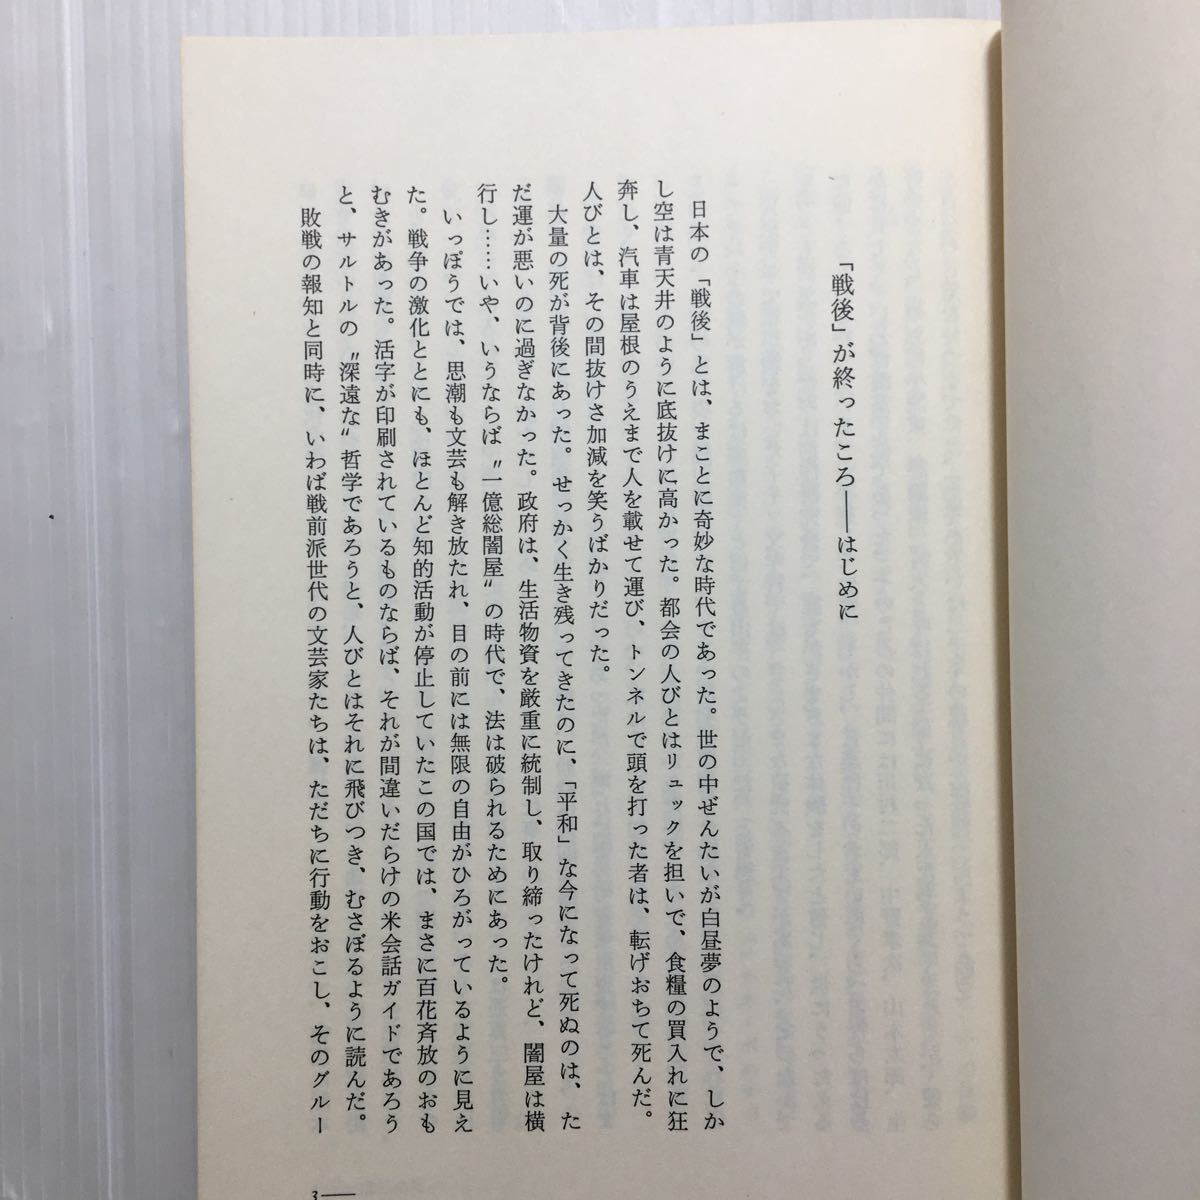 「戦後」が終ったころ――はじめに
日本の「戦後」とは、まことに奇妙な時代であった。世の中ぜんたいが白昼夢のようで、しか
し空は青天井のように底抜けに高かった。都会の人びとはリュックを担いで、食糧の買入れに狂
奔し、汽車は屋根のうえまで人を載せて運び、トンネルで頭を打った者は、転げおちて死んだ。
人びとは、その間抜けさ加減を笑うばかりだった。
大量の死が背後にあった。せっかく生き残ってきたのに、「平和」な今になって死ぬのは、た
だ運が悪いのに過ぎなかった。政府は、生活物資を厳重に統制し、取り締ったけれど、闇屋は横
行し……いや、いうならば〝一億総闇屋〟の時代で、法は破られるためにあった。
いっぽうでは、思潮も文芸も解き放たれ、目の前には無限の自由がひろがっているように見え
た。戦争の激化とともにも、ほとんど知的活動が停止していたこの国では、まさに百花斉放のおも
むきがあった。活字が印刷されているものならば、それが間違いだらけの米会話ガイドであろう
と、サルトルの〝深遠な〟哲学であろうと、人びとはそれに飛びつき、むさぼるように読んだ。
敗戦の報知と同時に、いわば戦前派世代の文芸家たちは、ただちに行動をおこし、そのグルー
3――